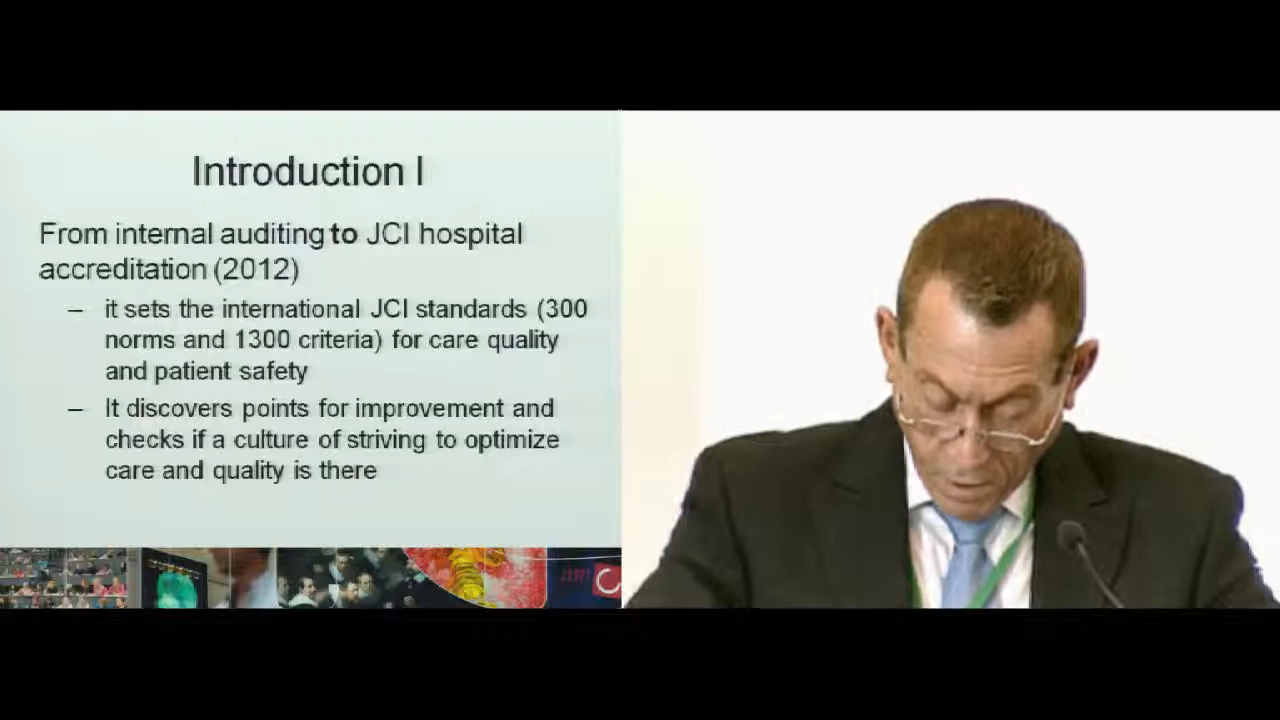 Introduction I
From internal auditing to JCI hospital
accreditation (2012)
– it sets the international JCI standards (300
norms and 1300 criteria) for care quality
and patient safety
– It discovers points for improvement and
checks if a culture of striving to optimize
care and quality is there